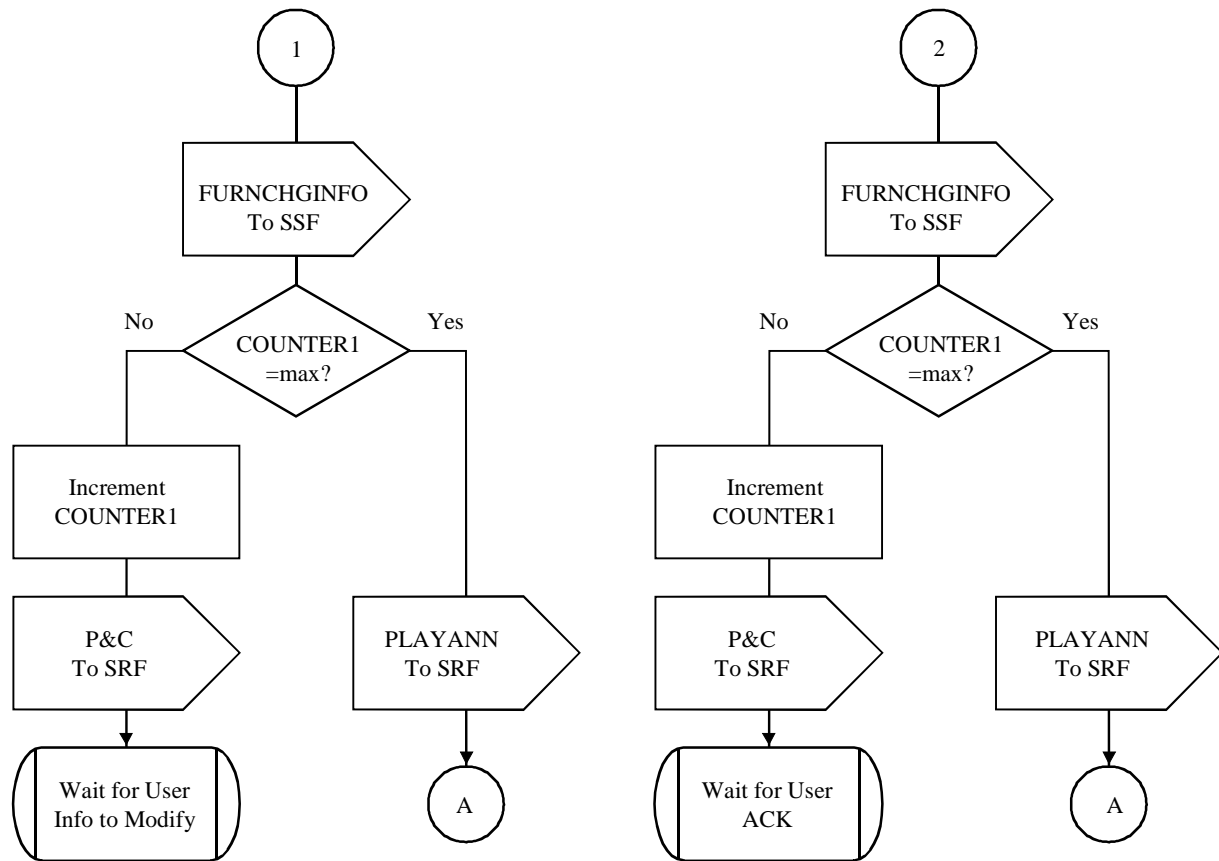 1
FURNCHGINFO
To SSF
No
Yes
COUNTER1
=max?
Increment
COUNTER1
P&C
To SRF
PLAYANN
To SRF
Wait for User
Info to Modify
A
2
FURNCHGINFO
To SSF
No
Yes
COUNTER1
=max?
Increment
COUNTER1
P&C
To SRF
PLAYANN
To SRF
Wait for User
ACK
A